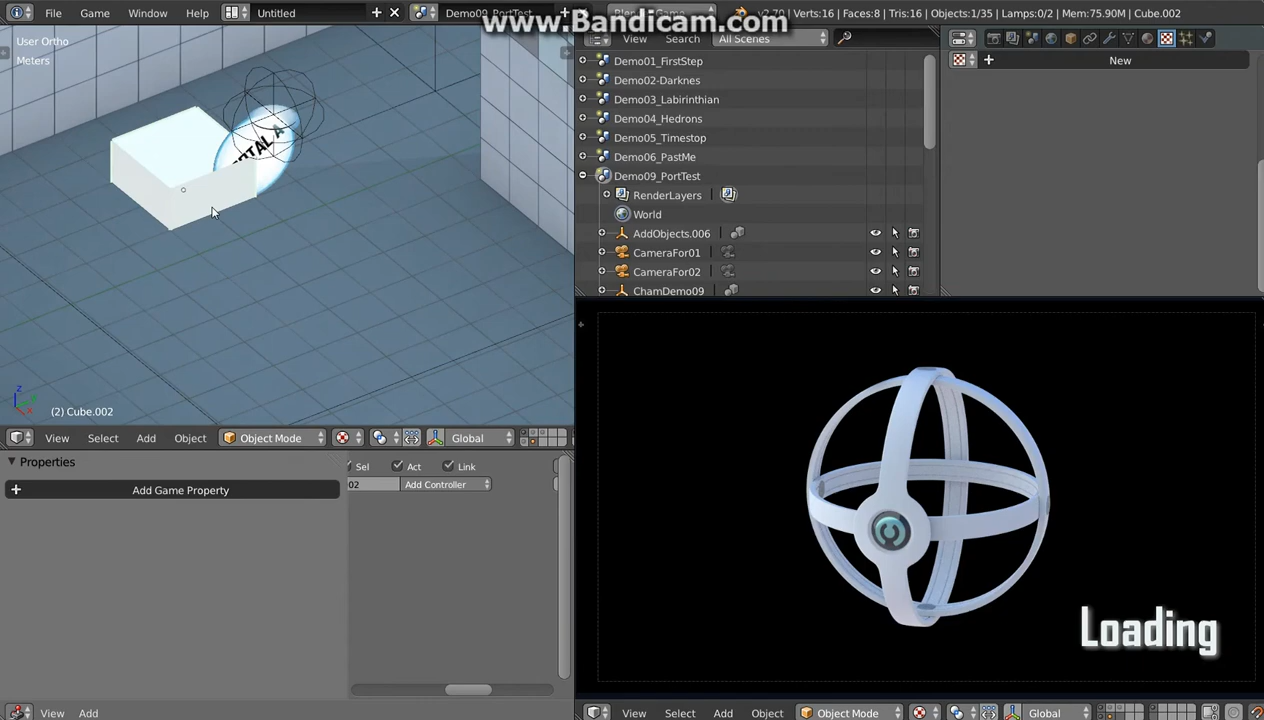 File Game Window Help Untitled Demo09_PortTest www.Bandicam.com v2.70 | Verts:16 | Faces:8 | Tris:16 | Objects:1/35 | Lamps:0/2 | Mem:75.90M | Cube.002
User Ortho
Meters
View Search All Scenes
Demo01_FirstStep
Demo02-Darknes
Demo03_Labirinthian
Demo04_Hedrons
Demo05_Timestop
Demo06_PastMe
Demo09_PortTest
RenderLayers
World
AddObjects.006
CameraFor01
CameraFor02
ChamDemo09
New
(2) Cube.002
View Select Add Object Object Mode Global
Properties
Add Game Property
Sel Act Link
02 Add Controller
Loading
View Add
View Select Add Object Object Mode Global